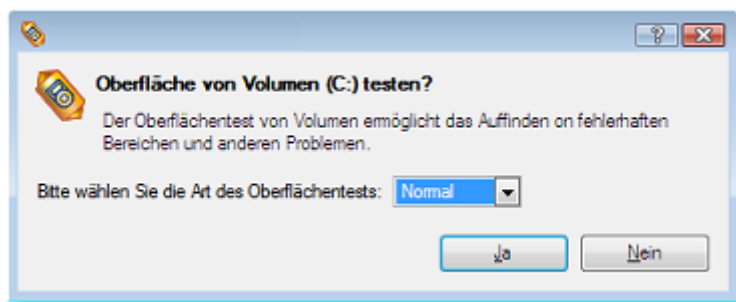 Oberfläche von Volumen (C:) testen?
Der Oberflächentest von Volumen ermöglicht das Auffinden on fehlerhaften
Bereichen und anderen Problemen.
Bitte wählen Sie die Art des Oberflächentests: Normal
Ja Nein